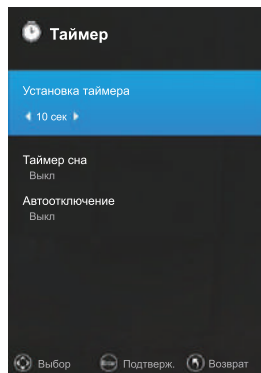 Таймер
Установка таймера
10 сек
Таймер сна
Выкл
Автоотключение
Выкл
Выбор Подтверж. Возврат